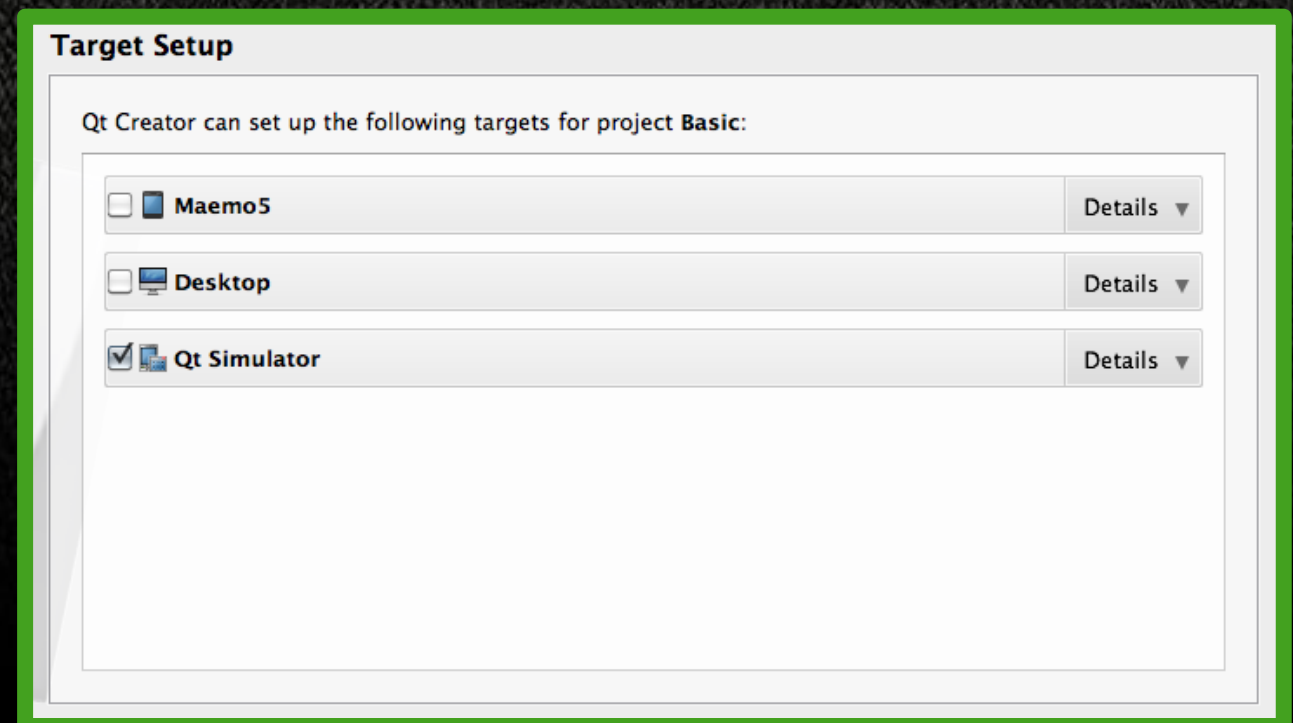 Target Setup
Qt Creator can set up the following targets for project Basic:
Maemo5 Details
Desktop Details
Qt Simulator Details